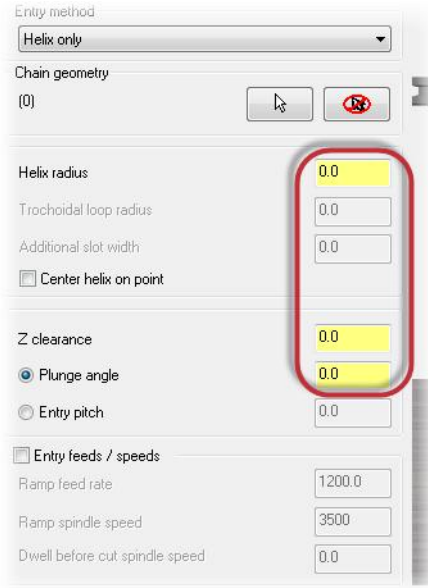 Entry method
Helix only
Chain geometry
(0)
Helix radius 0.0
Trochoidal loop radius 0.0
Additional slot width 0.0
Center helix on point
Z clearance 0.0
Plunge angle 0.0
Entry pitch 0.0
Entry feeds / speeds
Ramp feed rate 1200.0
Ramp spindle speed 3500
Dwell before cut spindle speed 0.0